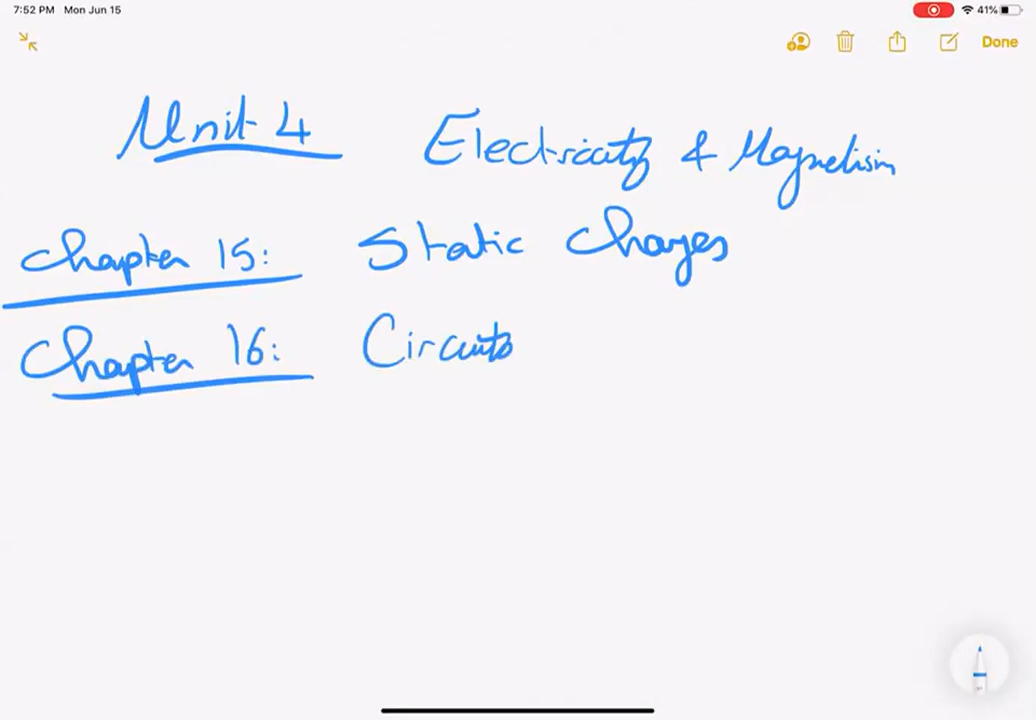 7:52 PM Mon Jun 15 41%
Done
Unit 4 Electricity & Magnetism
Chapter 15: Static Charges
Chapter 16: Circuits